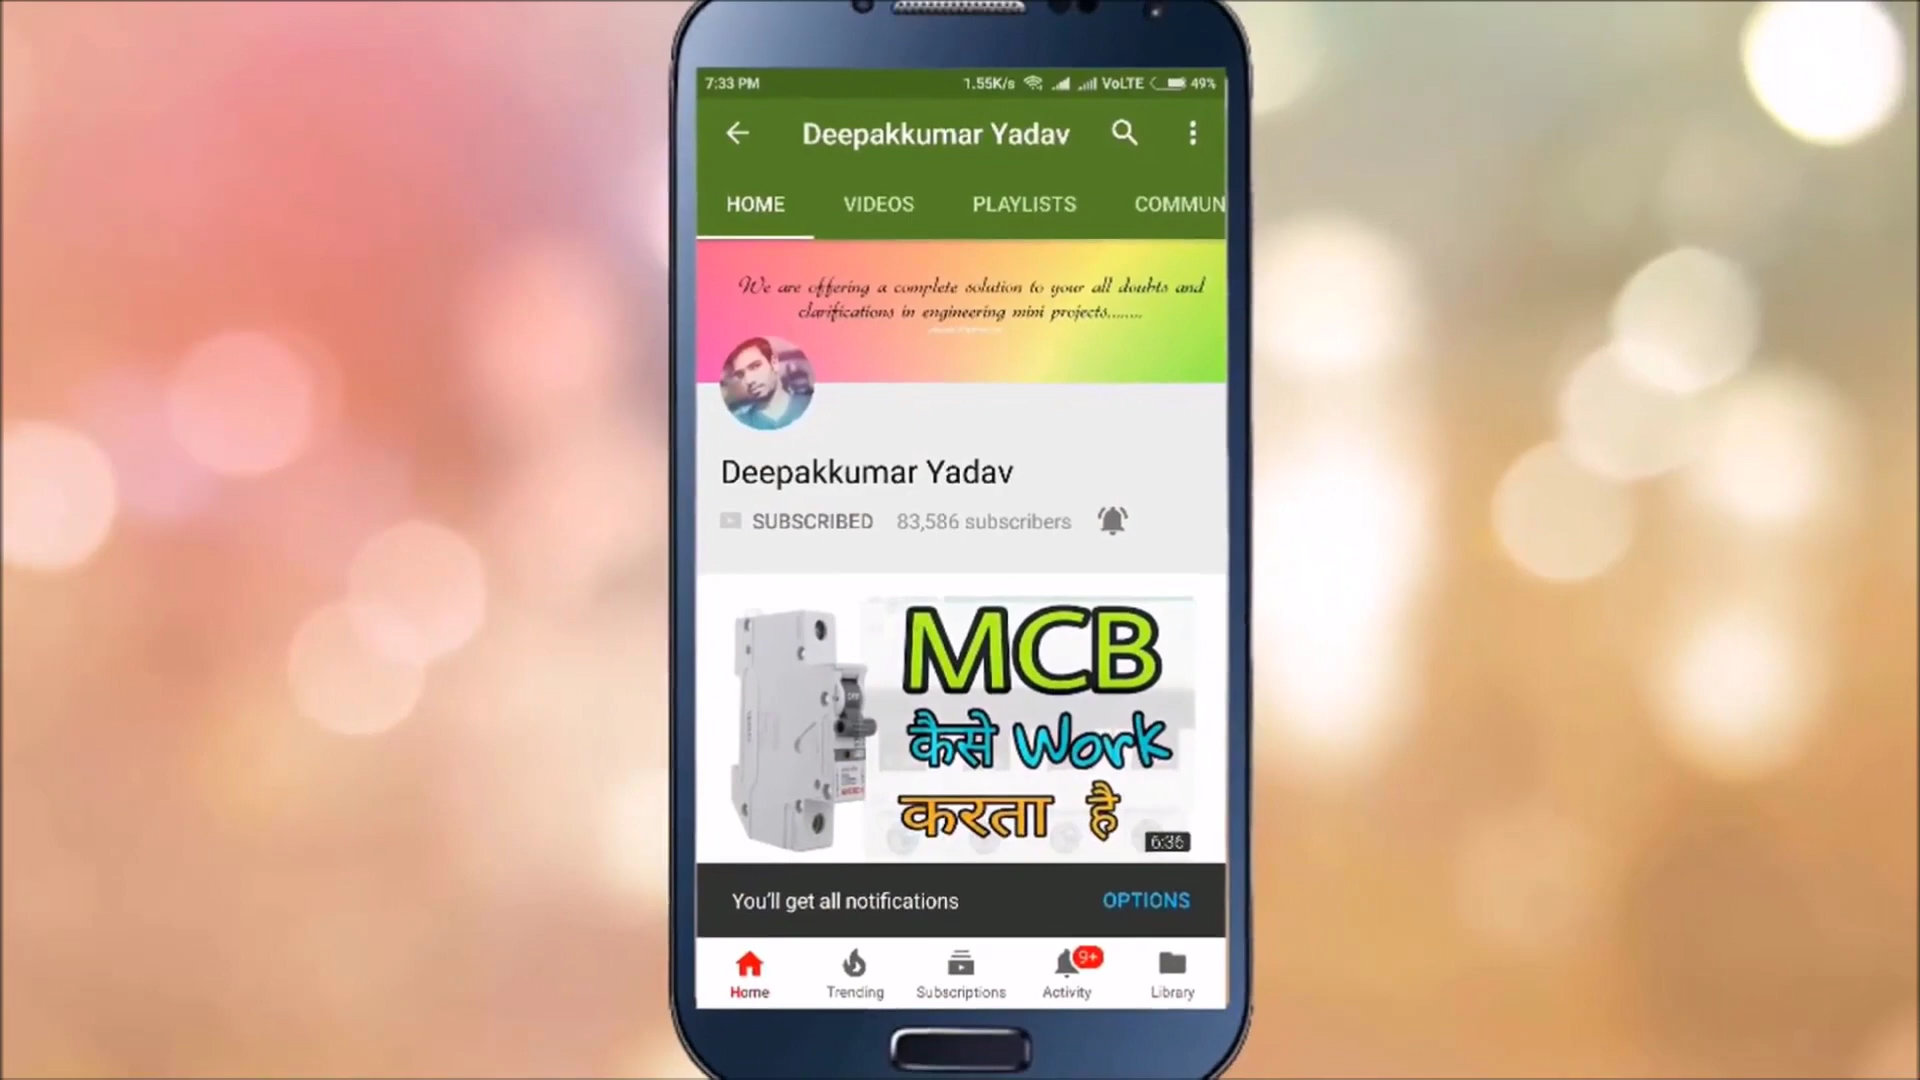 7:33 PM 1.55K/s VoLTE 49%
Deepakkumar Yadav
HOME VIDEOS PLAYLISTS COMMUN
We are offering a complete solution to your all doubts and
clarifications in engineering mini projects........
Deepakkumar Yadav
SUBSCRIBED 83,586 subscribers
MCB
कैसे Work
करता है
6:36
You'll get all notifications OPTIONS
9+
Home Trending Subscriptions Activity Library